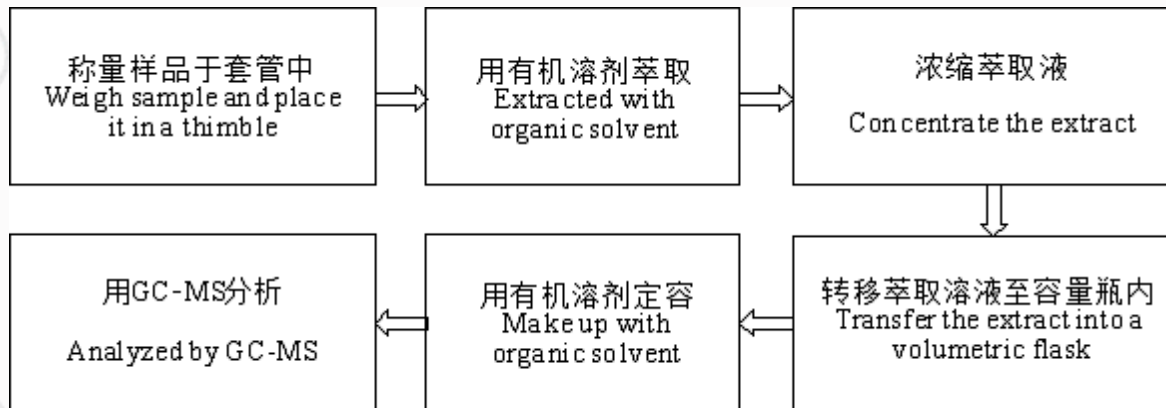 称量样品于套管中
Weigh sample and place
it in a thimble
用有机溶剂萃取
Extracted with
organic solvent
浓缩萃取液
Concentrate the extract
转移萃取溶液至容量瓶内
Transfer the extract into a
volumetric flask
用有机溶剂定容
Make up with
organic solvent
用GC-MS分析
Analyzed by GC-MS